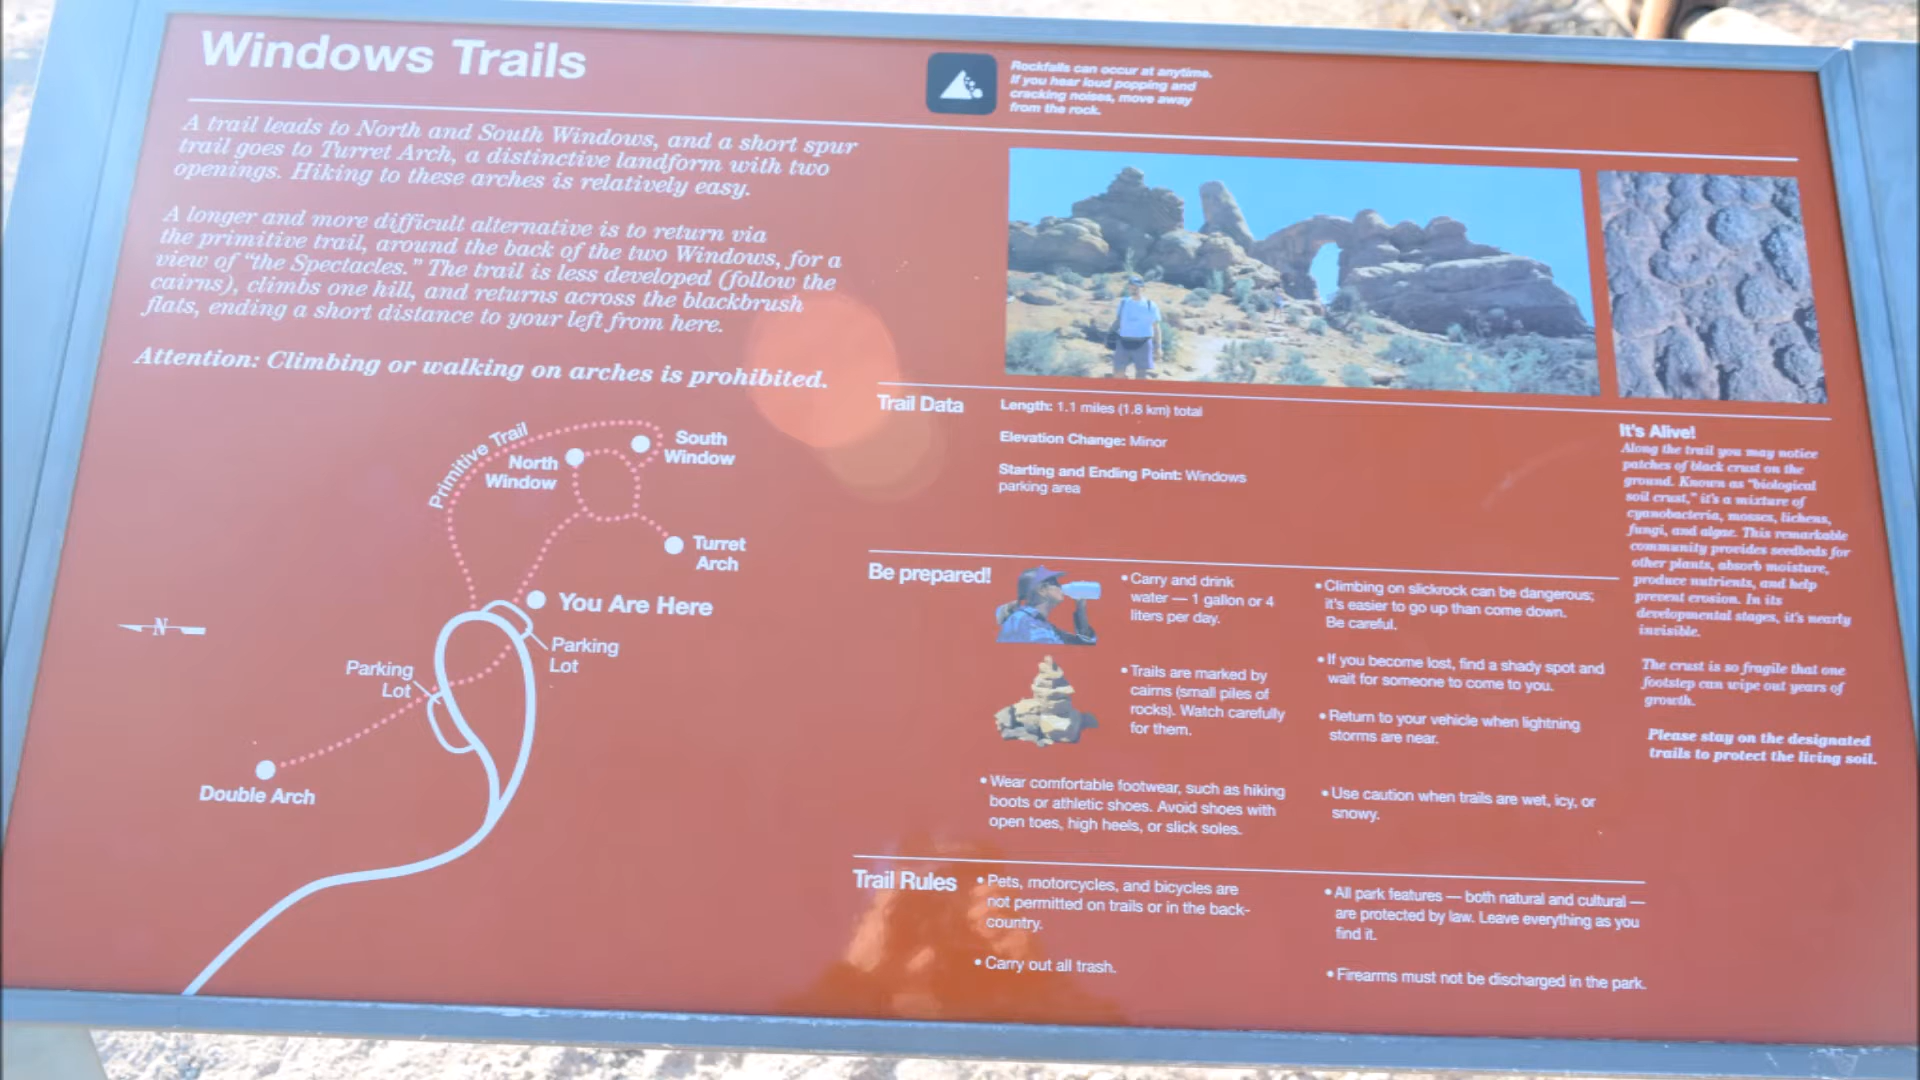 Windows Trails
Rockfalls can occur at anytime.
If you hear loud popping and
cracking noises, move away
from the rock.
A trail leads to North and South Windows, and a short spur
trail goes to Turret Arch, a distinctive landform with two
openings. Hiking to these arches is relatively easy.
A longer and more difficult alternative is to return via
the primitive trail, around the back of the two Windows, for a
view of “the Spectacles.” The trail is less developed (follow the
cairns), climbs one hill, and returns across the blackbrush
flats, ending a short distance to your left from here.
Attention: Climbing or walking on arches is prohibited.
Primitive Trail
North
Window
South
Window
Turret
Arch
You Are Here
N
Parking
Lot
Parking
Lot
Double Arch
Trail Data
Length: 1.1 miles (1.8 km) total
Elevation Change: Minor
Starting and Ending Point: Windows
parking area
Be prepared!
• Carry and drink
water — 1 gallon or 4
liters per day.
• Trails are marked by
cairns (small piles of
rocks). Watch carefully
for them.
• Wear comfortable footwear, such as hiking
boots or athletic shoes. Avoid shoes with
open toes, high heels, or slick soles.
• Climbing on slickrock can be dangerous;
it's easier to go up than come down.
Be careful.
• If you become lost, find a shady spot and
wait for someone to come to you.
• Return to your vehicle when lightning
storms are near.
• Use caution when trails are wet, icy, or
snowy.
Trail Rules
• Pets, motorcycles, and bicycles are
not permitted on trails or in the back-
country.
• Carry out all trash.
• All park features — both natural and cultural —
are protected by law. Leave everything as you
find it.
• Firearms must not be discharged in the park.
It's Alive!
Along the trail you may notice
patches of black crust on the
ground. Known as “biological
soil crust,” it's a mixture of
cyanobacteria, mosses, lichens,
fungi, and algae. This remarkable
community provides seedbeds for
other plants, absorb moisture,
produce nutrients, and help
prevent erosion. In its
developmental stages, it's nearly
invisible.
The crust is so fragile that one
footstep can wipe out years of
growth.
Please stay on the designated
trails to protect the living soil.